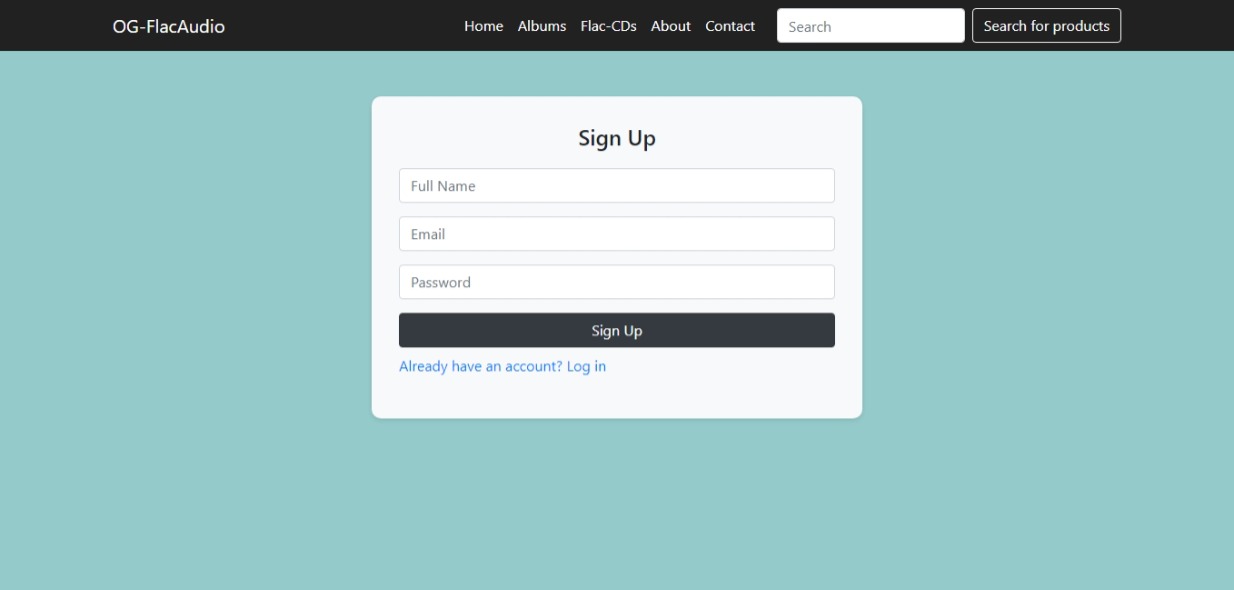 OG-FlacAudio Home Albums Flac-CDs About Contact Search Search for products
Sign Up
Full Name
Email
Password
Sign Up
Already have an account? Log in